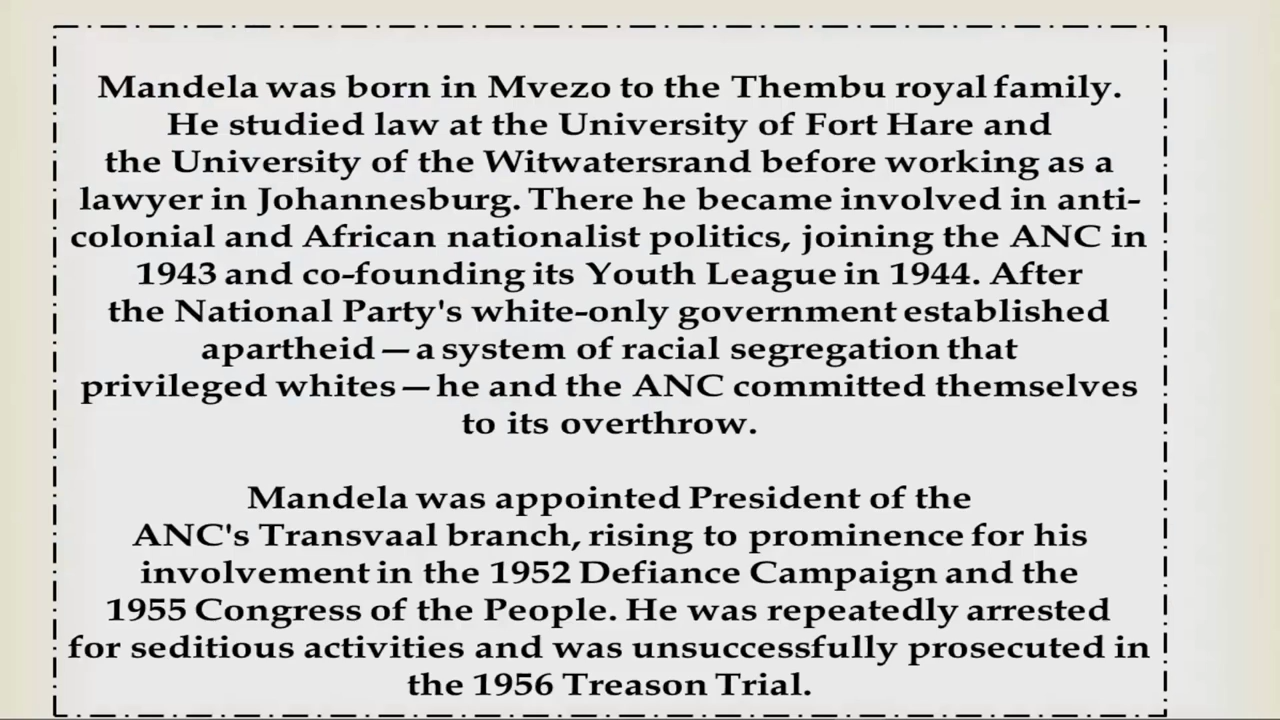 Mandela was born in Mvezo to the Thembu royal family.
He studied law at the University of Fort Hare and
the University of the Witwatersrand before working as a
lawyer in Johannesburg. There he became involved in anti-
colonial and African nationalist politics, joining the ANC in
1943 and co-founding its Youth League in 1944. After
the National Party's white-only government established
apartheid—a system of racial segregation that
privileged whites—he and the ANC committed themselves
to its overthrow.
Mandela was appointed President of the
ANC's Transvaal branch, rising to prominence for his
involvement in the 1952 Defiance Campaign and the
1955 Congress of the People. He was repeatedly arrested
for seditious activities and was unsuccessfully prosecuted in
the 1956 Treason Trial.